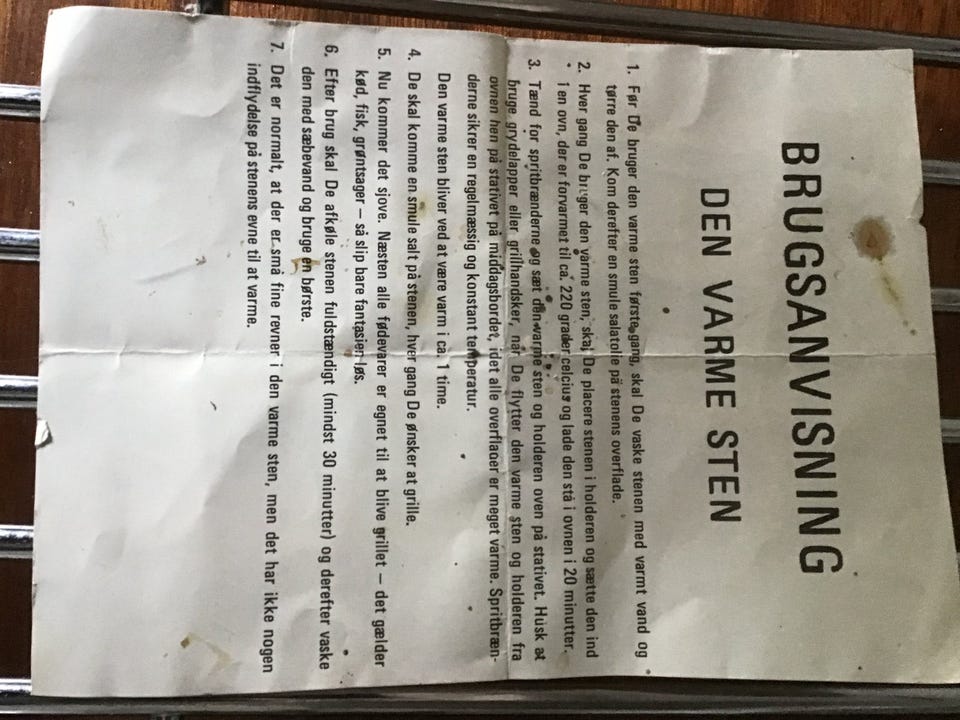 BRUGSANVISNING
DEN VARME STEN
1. Før De bruger den varme sten første gang, skal De vaske stenen med varmt vand og
tørre den af. Kom derefter en smule salatolie på stenens overflade.
2. Hver gang De bruger den varme sten, skal De placere stenen i holderen og sætte den ind
i en ovn, der er forvarmet til ca. 220 grader celcius og lade den stå i ovnen i 20 minutter.
3. Tænd for spritbrænderne og sæt den varme sten og holderen oven på stativet. Husk at
bruge grydelapper eller grillhandsker, når De flytter den varme sten og holderen fra
ovnen hen på stativet på middagsbordet, idet alle overflader er meget varme. Spritbræn-
derne sikrer en regelmæssig og konstant temperatur.
Den varme sten bliver ved at være varm i ca. 1 time.
4. De skal komme en smule salt på stenen, hver gang De ønsker at grille.
5. Nu kommer det sjove. Næsten alle fødevarer er egnet til at blive grillet – det gælder
kød, fisk, grøntsager – så slip bare fantasien løs.
6. Efter brug skal De afkøle stenen fuldstændigt (mindst 30 minutter) og derefter vaske
den med sæbevand og bruge en børste.
7. Det er normalt, at der er små fine revner i den varme sten, men det har ikke nogen
indflydelse på stenens evne til at varme.